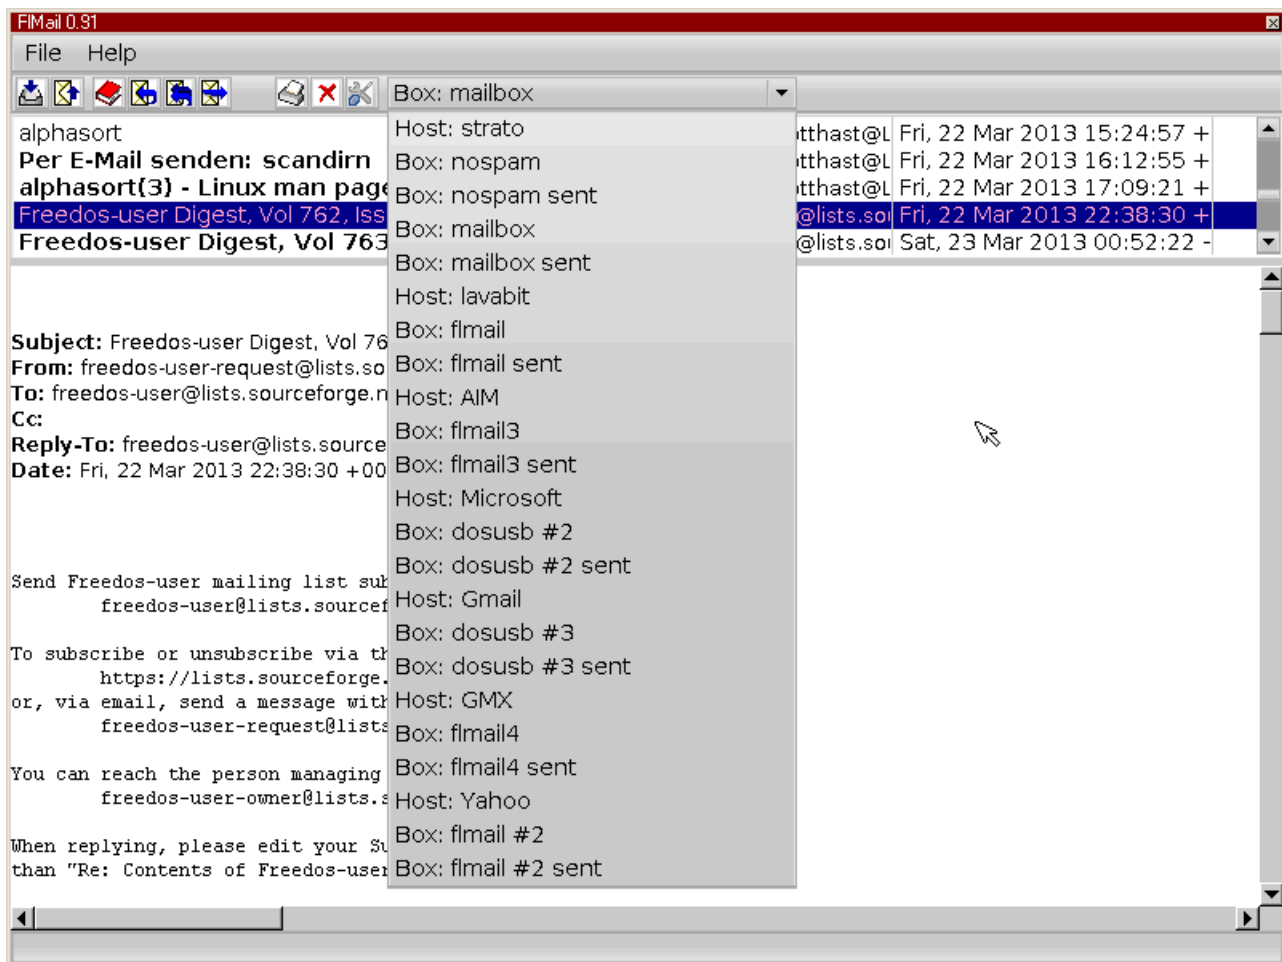 FlMail 0.31
File Help
Box: mailbox
alphasort tthast@L Fri, 22 Mar 2013 15:24:57 +
Per E-Mail senden: scandirn tthast@L Fri, 22 Mar 2013 16:12:55 +
alphasort(3) - Linux man page tthast@L Fri, 22 Mar 2013 17:09:21 +
Freedos-user Digest, Vol 762, Iss @lists.sou Fri, 22 Mar 2013 22:38:30 +
Freedos-user Digest, Vol 763 @lists.sou Sat, 23 Mar 2013 00:52:22 -
Host: strato
Box: nospam
Box: nospam sent
Box: mailbox
Box: mailbox sent
Host: lavabit
Box: flmail
Box: flmail sent
Host: AIM
Box: flmail3
Box: flmail3 sent
Host: Microsoft
Box: dosusb #2
Box: dosusb #2 sent
Host: Gmail
Box: dosusb #3
Box: dosusb #3 sent
Host: GMX
Box: flmail4
Box: flmail4 sent
Host: Yahoo
Box: flmail #2
Box: flmail #2 sent
Subject: Freedos-user Digest, Vol 76
From: freedos-user-request@lists.so
To: freedos-user@lists.sourceforge.n
Cc:
Reply-To: freedos-user@lists.source
Date: Fri, 22 Mar 2013 22:38:30 +00
Send Freedos-user mailing list sub
freedos-user@lists.sourcef
To subscribe or unsubscribe via th
https://lists.sourceforge.
or, via email, send a message with
freedos-user-request@lists
You can reach the person managing
freedos-user-owner@lists.s
When replying, please edit your Su
than "Re: Contents of Freedos-user